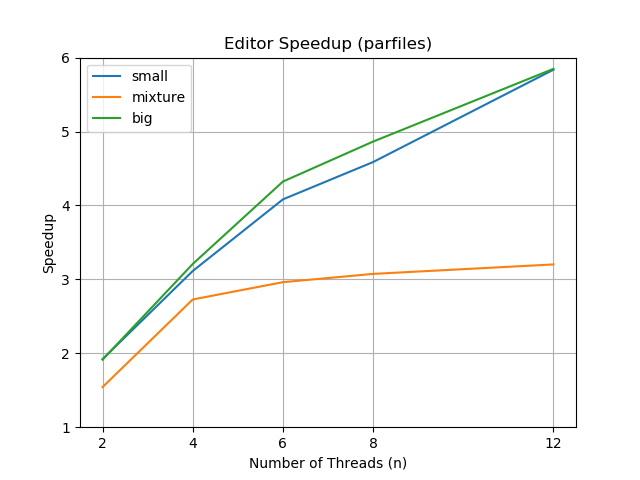 Editor Speedup (parfiles)
small
mixture
big
6
5
4
3
2
1
Speedup
2
4
6
8
12
Number of Threads (n)